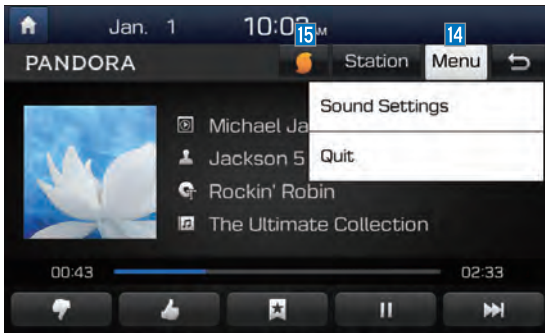 Jan. 1 10:02
15
14
PANDORA
Station
Menu
Sound Settings
Michael Ja
Quit
Jackson 5
Rockin' Robin
The Ultimate Collection
00:43
02:33